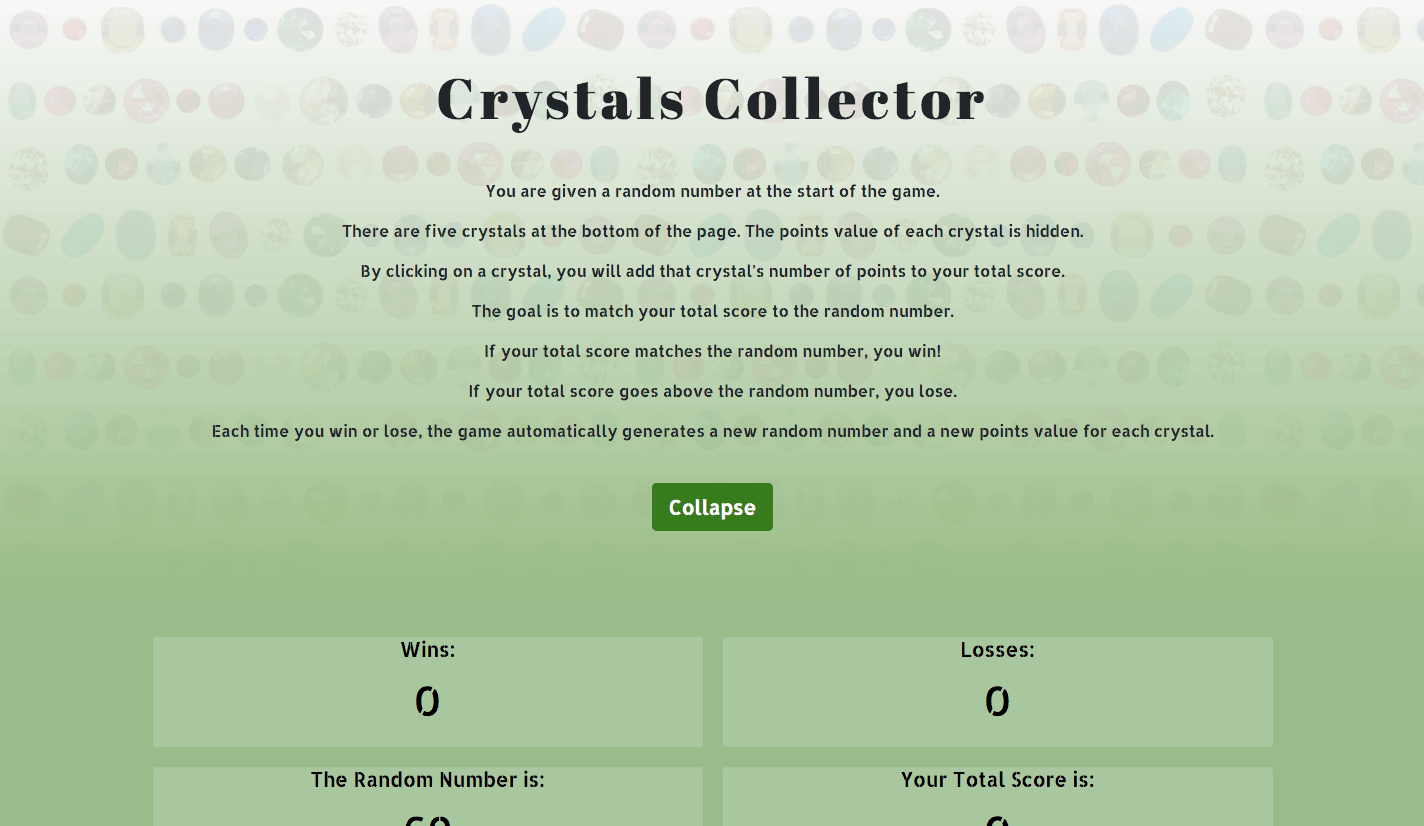 Crystals Collector
You are given a random number at the start of the game.
There are five crystals at the bottom of the page. The points value of each crystal is hidden.
By clicking on a crystal, you will add that crystal's number of points to your total score.
The goal is to match your total score to the random number.
If your total score matches the random number, you win!
If your total score goes above the random number, you lose.
Each time you win or lose, the game automatically generates a new random number and a new points value for each crystal.
Collapse
Wins:
0
Losses:
0
The Random Number is:
Your Total Score is: